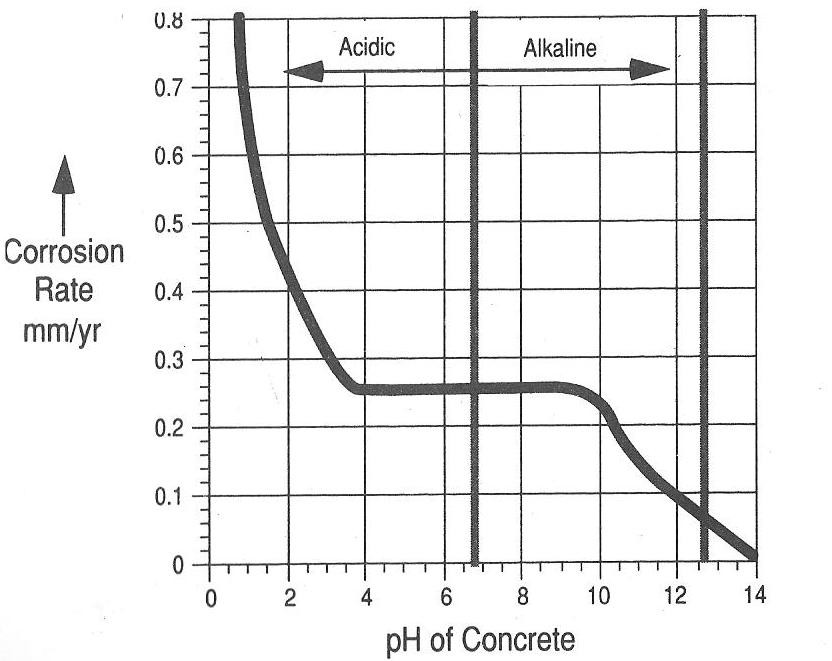 0.8
Acidic
Alkaline
0.7
0.6
0.5
Corrosion
Rate
mm/yr
0.4
0.3
0.2
0.1
0
0 2 4 6 8 10 12 14
pH of Concrete